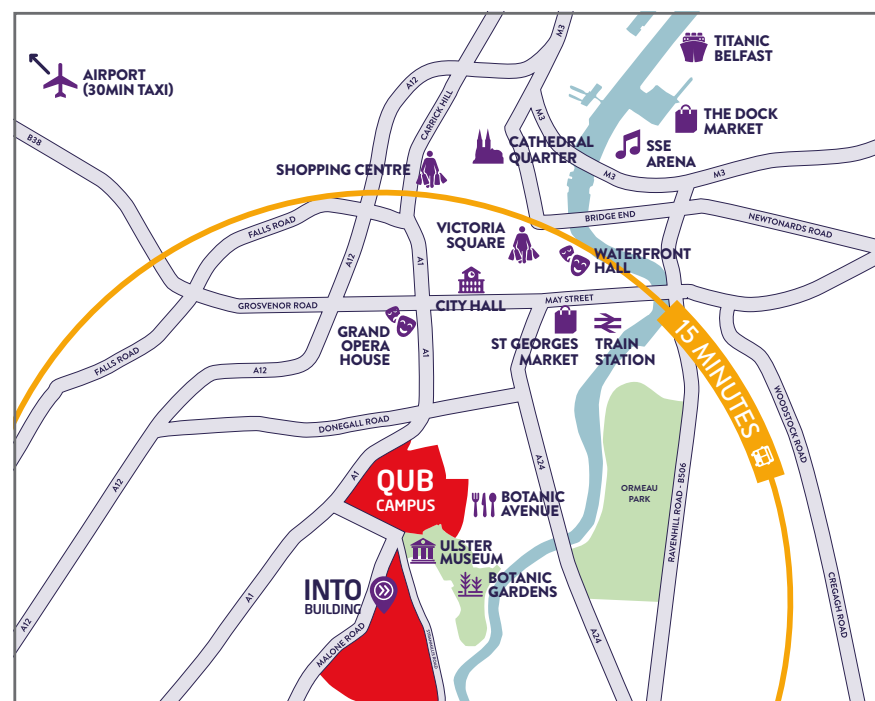 TITANIC
BELFAST
AIRPORT
(30MIN TAXI)
M3
A12
CARRICK HILL
M3
THE DOCK
MARKET
B38
CATHEDRAL
QUARTER
SSE
ARENA
SHOPPING CENTRE
M3
M3
FALLS ROAD
BRIDGE END
NEWTONARDS ROAD
VICTORIA
SQUARE
A12
A1
WATERFRONT
HALL
GROSVENOR ROAD
CITY HALL
MAY STREET
GRAND
OPERA
HOUSE
ST GEORGES
MARKET
TRAIN
STATION
15 MINUTES
FALLS ROAD
A12
A1
WOODSTOCK ROAD
DONEGALL ROAD
A12
A1
QUB
CAMPUS
A24
BOTANIC
AVENUE
ORMEAU
PARK
RAVENHILL ROAD - B506
ULSTER
MUSEUM
BOTANIC
GARDENS
INTO
BUILDING
A1
A12
MALONE ROAD
A24
CREGAGH ROAD